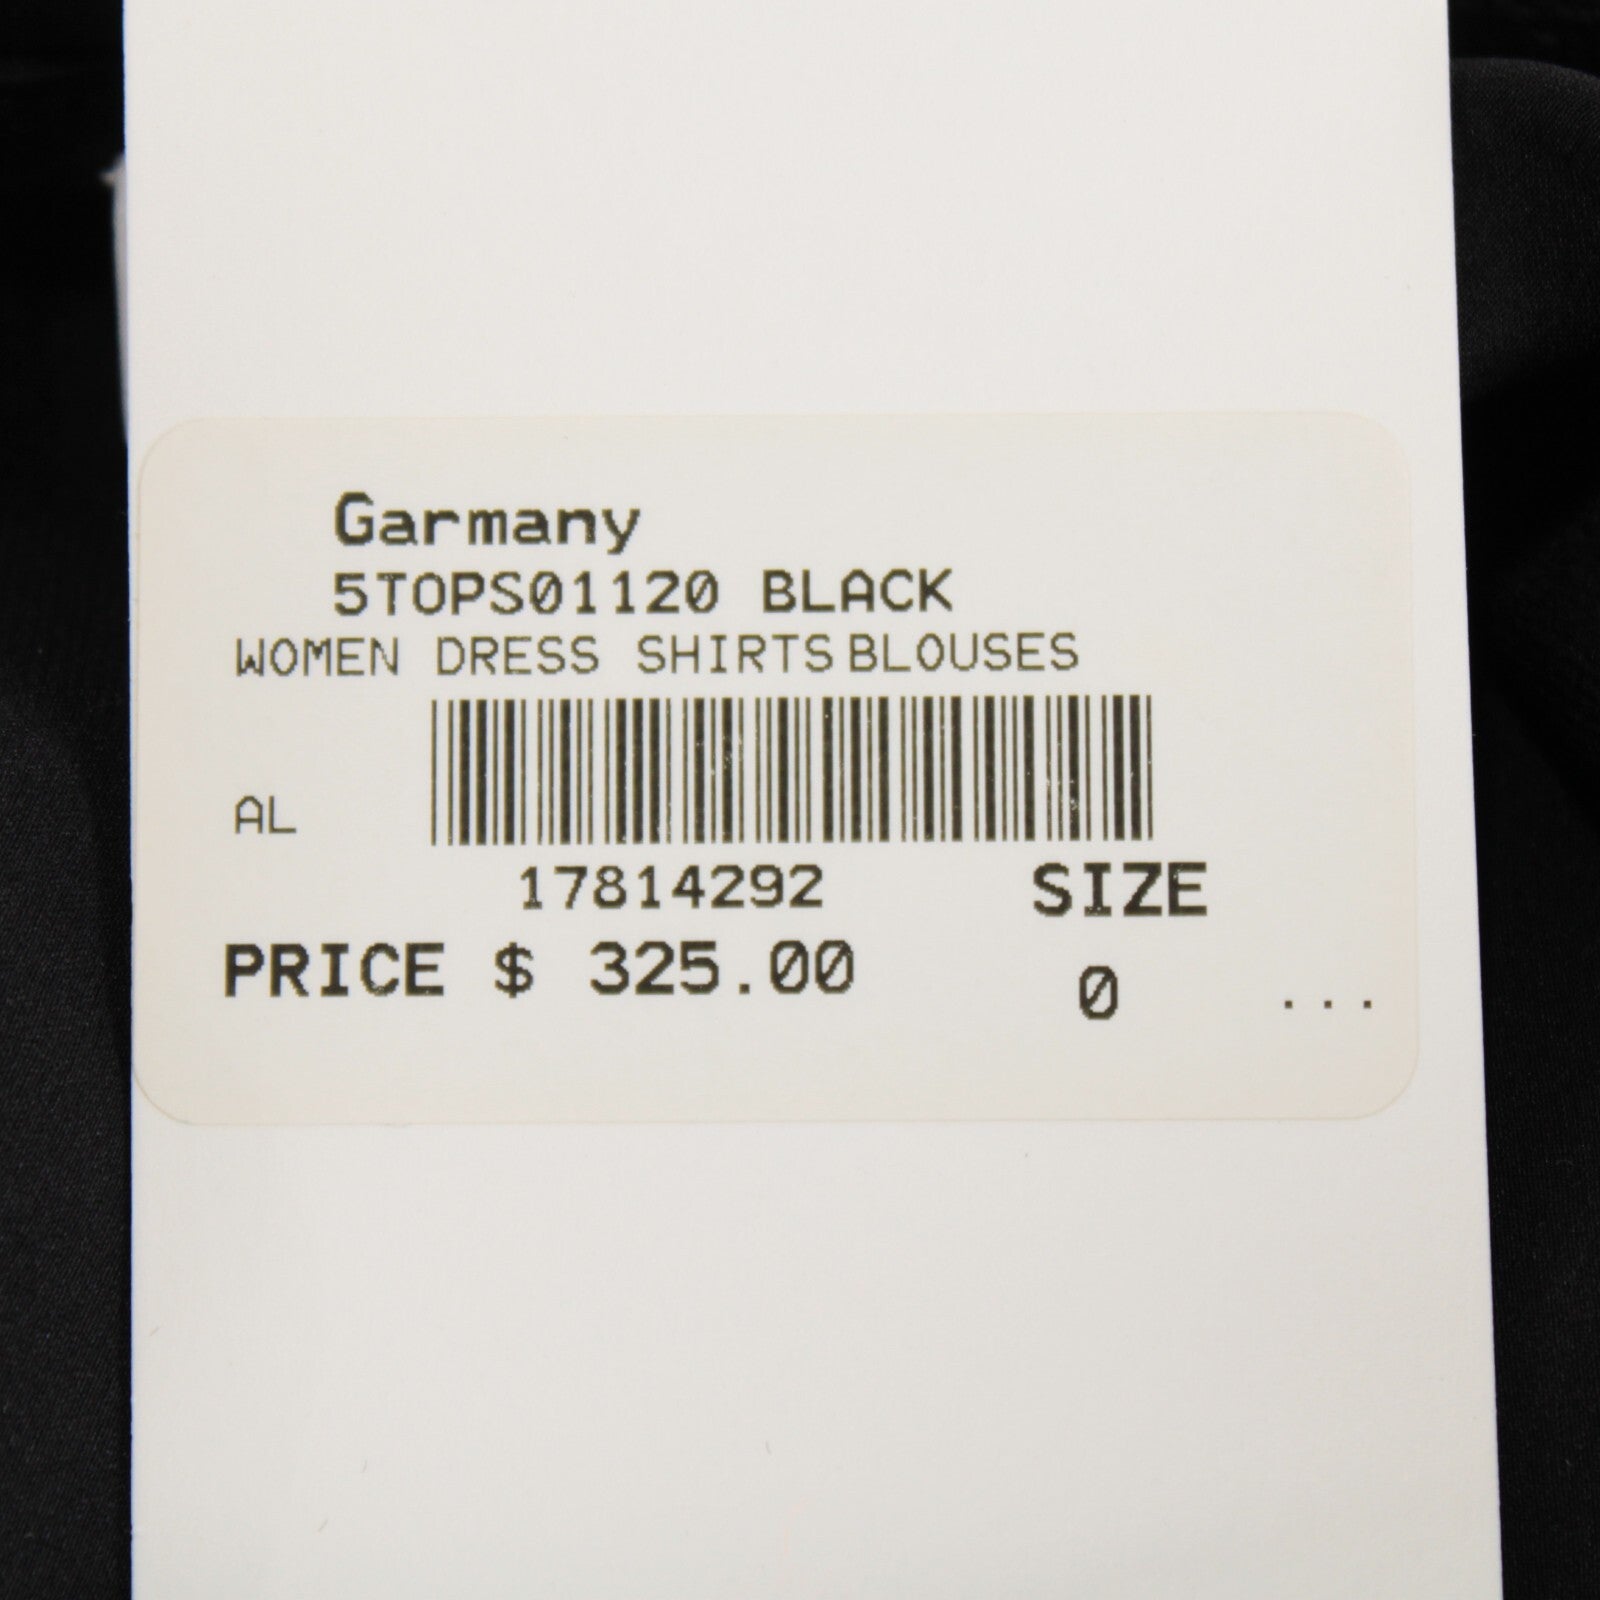 Garmany
5TOPS01120 BLACK
WOMEN DRESS SHIRTS BLOUSES
AL
17814292 SIZE
PRICE $ 325.00 0 ...